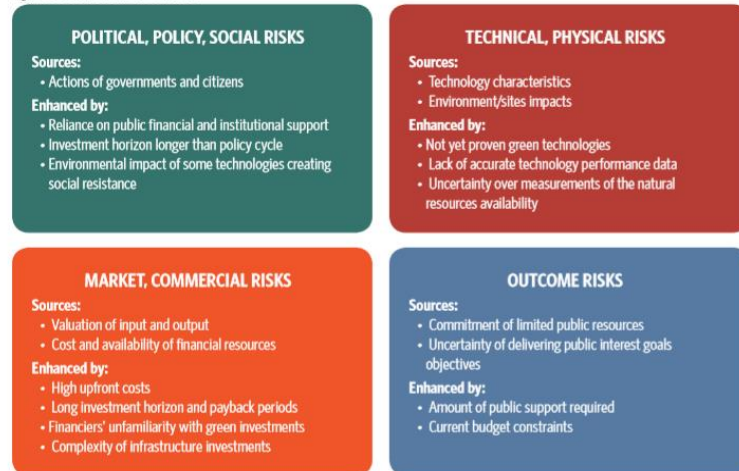 POLITICAL, POLICY, SOCIAL RISKS
Sources:
• Actions of governments and citizens
Enhanced by:
• Reliance on public financial and institutional support
• Investment horizon longer than policy cycle
• Environmental impact of some technologies creating
social resistance
TECHNICAL, PHYSICAL RISKS
Sources:
• Technology characteristics
• Environment/sites impacts
Enhanced by:
• Not yet proven green technologies
• Lack of accurate technology performance data
• Uncertainty over measurements of the natural
resources availability
MARKET, COMMERCIAL RISKS
Sources:
• Valuation of input and output
• Cost and availability of financial resources
Enhanced by:
• High upfront costs
• Long investment horizon and payback periods
• Financiers' unfamiliarity with green investments
• Complexity of infrastructure investments
OUTCOME RISKS
Sources:
• Commitment of limited public resources
• Uncertainty of delivering public interest goals
objectives
Enhanced by:
• Amount of public support required
• Current budget constraints